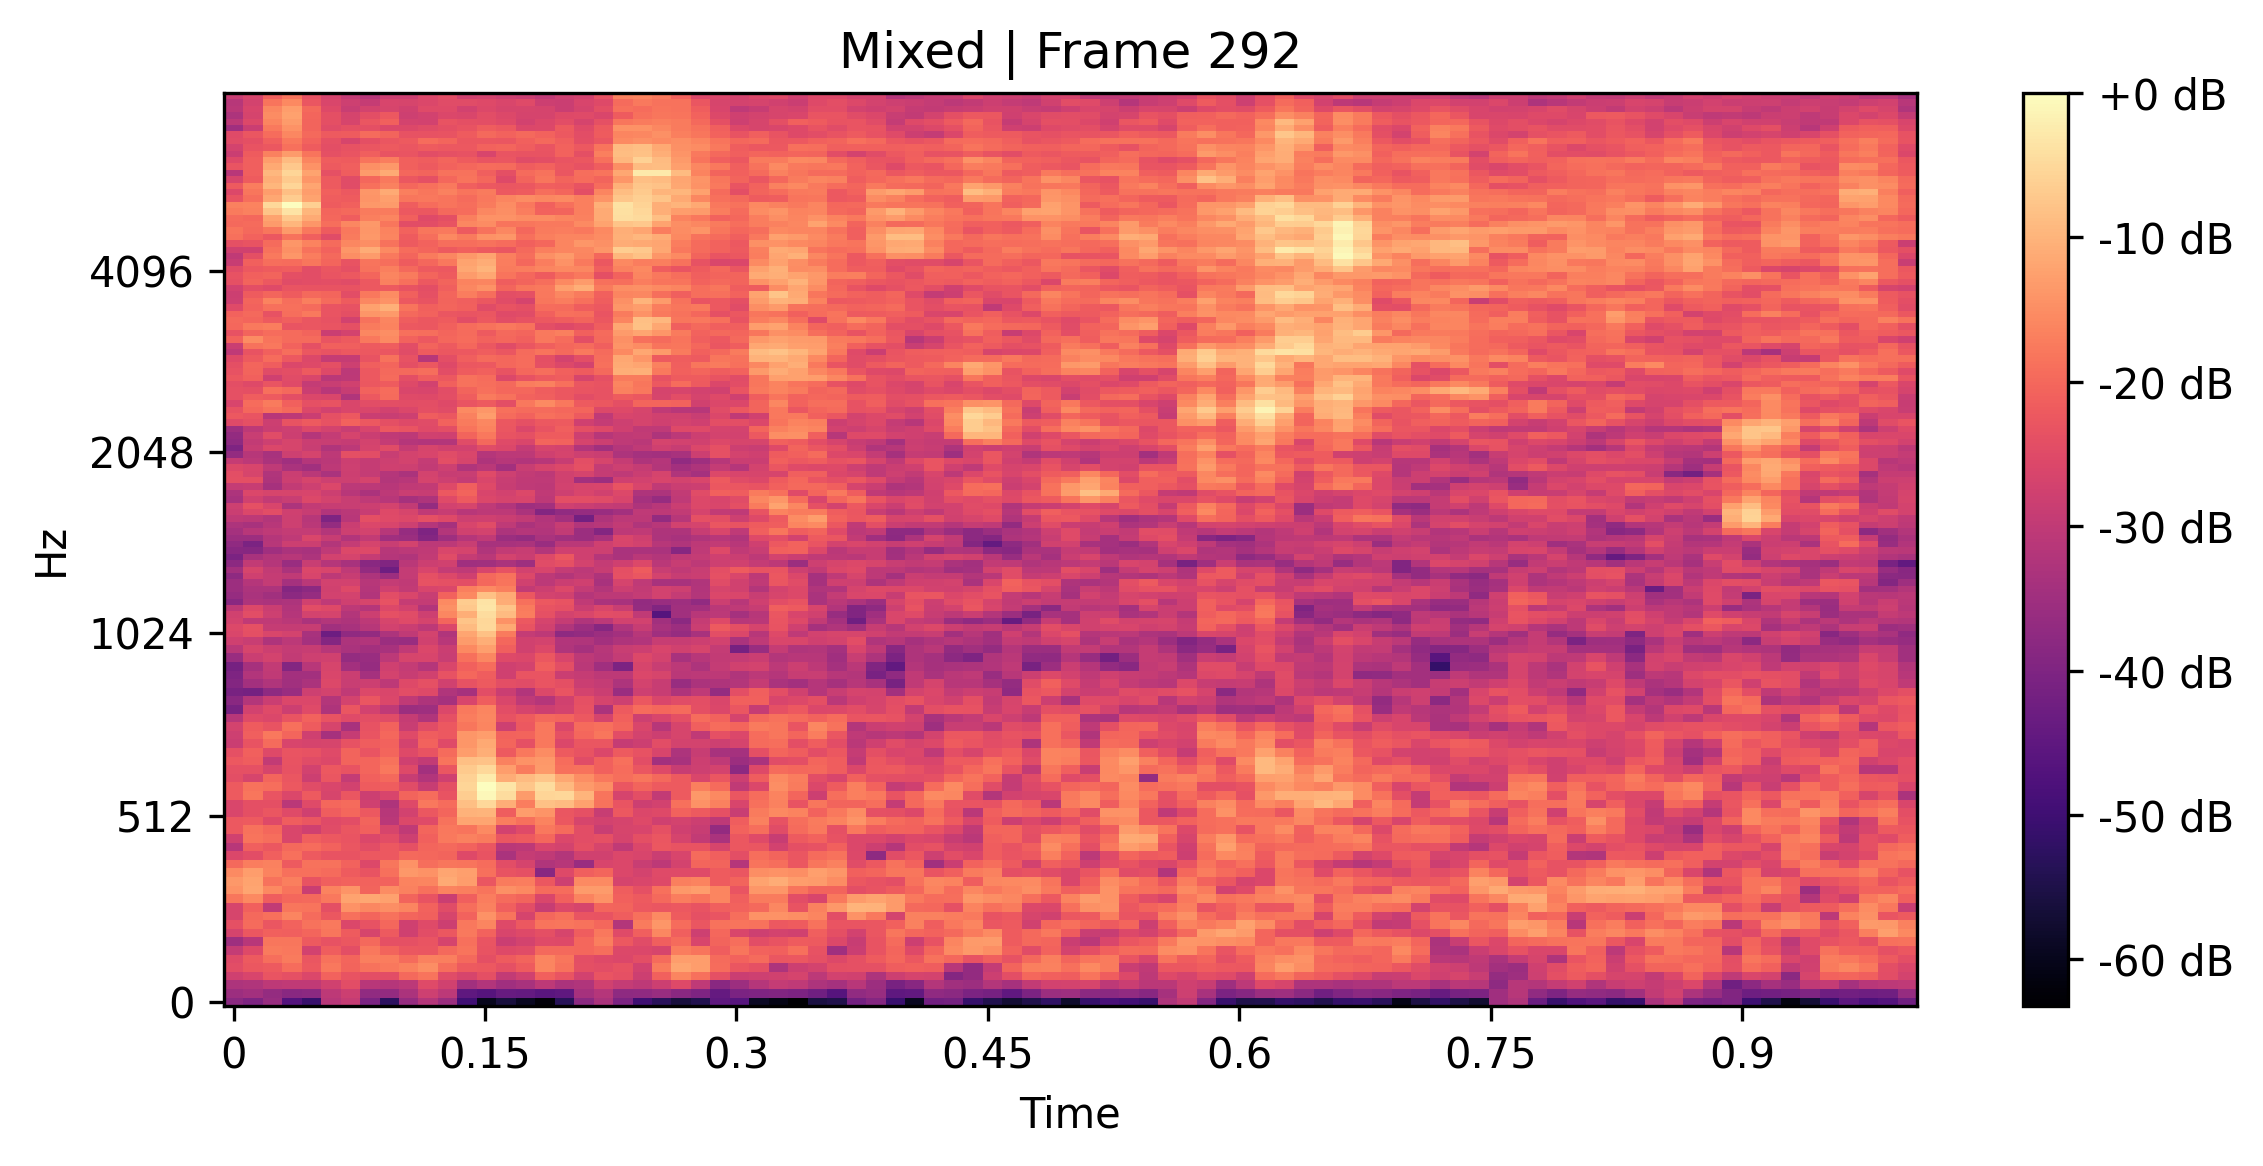 Mixed | Frame 292
+0 dB
-10 dB
-20 dB
-30 dB
-40 dB
-50 dB
-60 dB
Hz
4096
2048
1024
512
0
0
0.15
0.3
0.45
0.6
0.75
0.9
Time